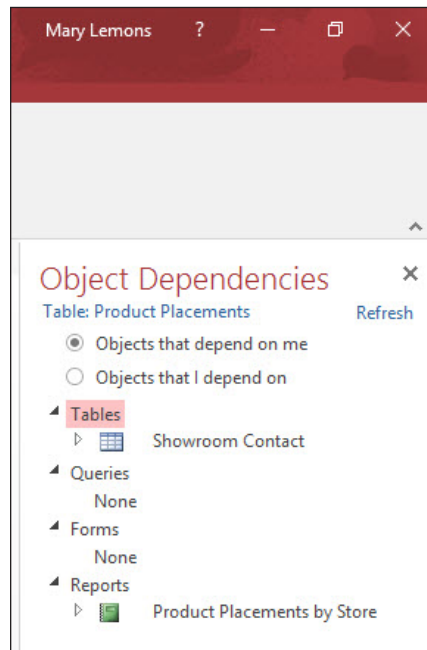 Mary Lemons ?
Object Dependencies
Table: Product Placements Refresh
Objects that depend on me
Objects that I depend on
Tables
Showroom Contact
Queries
None
Forms
None
Reports
Product Placements by Store